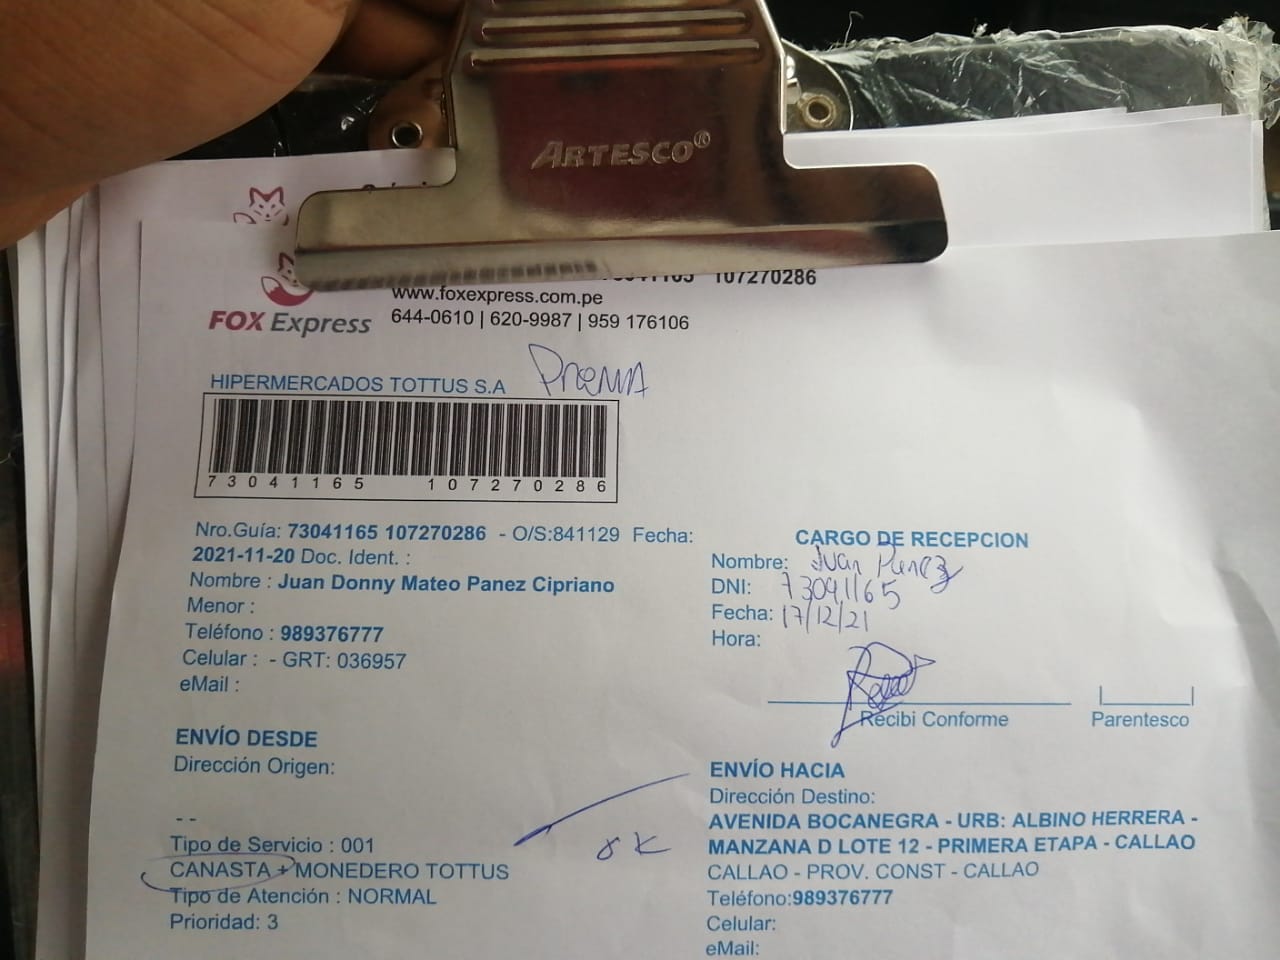 ARTESCO®
107270286
www.foxexpress.com.pe
FOX Express
644-0610 | 620-9987 | 959 176106
HIPERMERCADOS TOTTUS S.A
73041165 107270286
Nro.Guía: 73041165 107270286 - O/S:841129 Fecha:
2021-11-20 Doc. Ident. :
Nombre : Juan Donny Mateo Panez Cipriano
Menor :
Teléfono : 989376777
Celular : - GRT: 036957
eMail :
CARGO DE RECEPCION
Nombre: Juan Panez
DNI: 73041165
Fecha: 17/12/21
Hora:
Recibi Conforme
Parentesco
ENVÍO DESDE
Dirección Origen:
- -
Tipo de Servicio : 001
CANASTA + MONEDERO TOTTUS
Tipo de Atención : NORMAL
Prioridad: 3
ENVÍO HACIA
Dirección Destino:
AVENIDA BOCANEGRA - URB: ALBINO HERRERA -
MANZANA D LOTE 12 - PRIMERA ETAPA - CALLAO
CALLAO - PROV. CONST - CALLAO
Teléfono:989376777
Celular:
eMail: